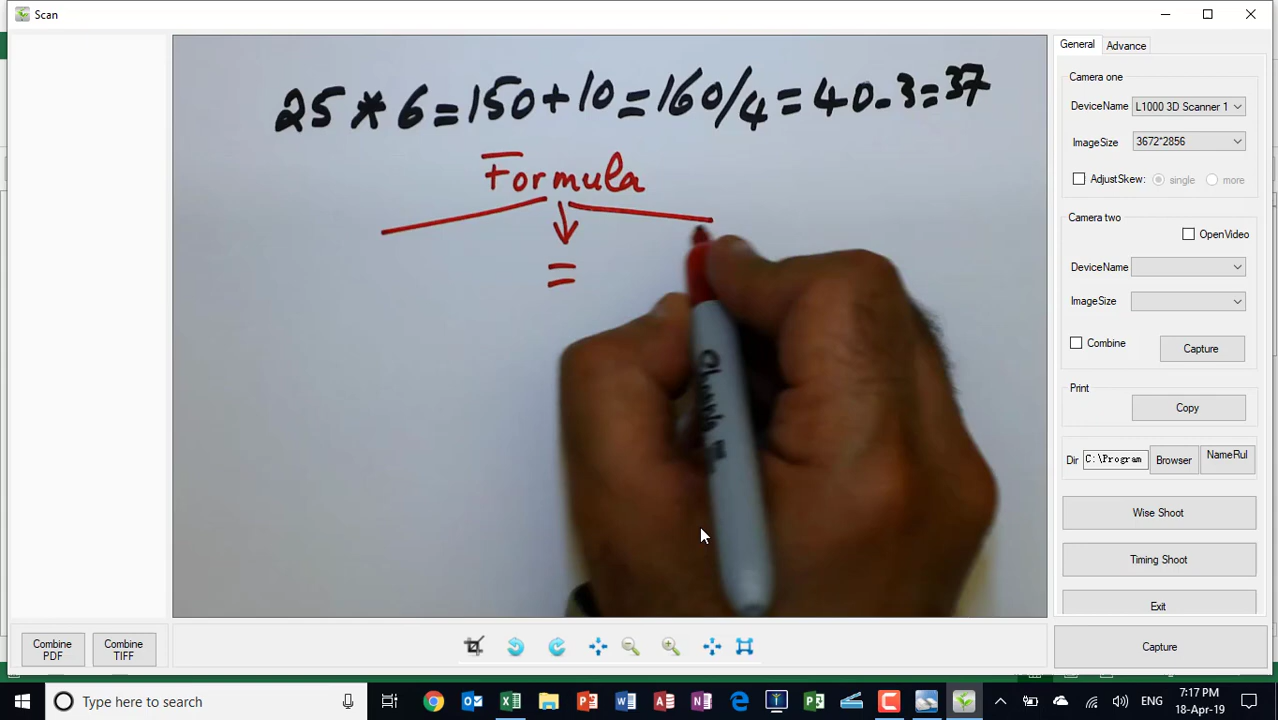 Scan
25 * 6 = 150 + 10 = 160/4 = 40 - 3 = 37
Formula
=
General
Advance
Camera one
DeviceName
L1000 3D Scanner 1
ImageSize
3672*2856
AdjustSkew:
single
more
Camera two
OpenVideo
DeviceName
ImageSize
Combine
Capture
Print
Copy
Dir
C:\Program
Browser
NameRul
Wise Shoot
Timing Shoot
Exit
Capture
Combine
PDF
Combine
TIFF
Type here to search
ENG
7:17 PM
18-Apr-19